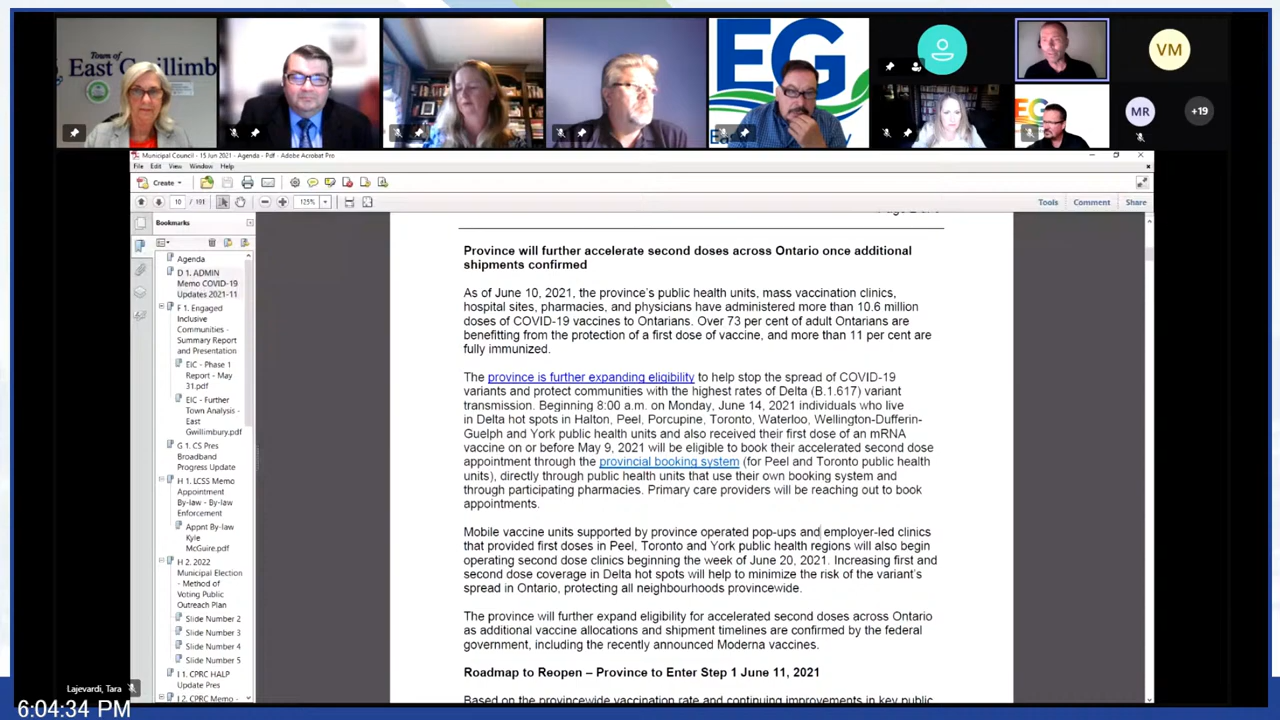 Town of
East Gwillimb
EG
VM
EG
MR
+19
Municipal Council - 15 Jun 2021 - Agenda - Pdf - Adobe Acrobat Pro
File Edit View Window Help
Create
10 / 191
125%
Tools Comment Share
Bookmarks
Agenda
D 1. ADMIN
Memo COVID-19
Updates 2021-11
F 1. Engaged
Inclusive
Communities -
Summary Report
and Presentation
EIC - Phase 1
Report - May
31.pdf
EIC - Further
Town Analysis -
East
Gwillimbury.pdf
G 1. CS Pres
Broadband
Progress Update
H 1. LCSS Memo
Appointment
By-law - By-law
Enforcement
Appnt By-law
Kyle
McGuire.pdf
H 2. 2022
Municipal Election
- Method of
Voting Public
Outreach Plan
Slide Number 2
Slide Number 3
Slide Number 4
Slide Number 5
I 1. CPRC HALP
Update Pres
I 2. CPRC Memo -
Province will further accelerate second doses across Ontario once additional
shipments confirmed
As of June 10, 2021, the province's public health units, mass vaccination clinics,
hospital sites, pharmacies, and physicians have administered more than 10.6 million
doses of COVID-19 vaccines to Ontarians. Over 73 per cent of adult Ontarians are
benefitting from the protection of a first dose of vaccine, and more than 11 per cent are
fully immunized.
The province is further expanding eligibility to help stop the spread of COVID-19
variants and protect communities with the highest rates of Delta (B.1.617) variant
transmission. Beginning 8:00 a.m. on Monday, June 14, 2021 individuals who live
in Delta hot spots in Halton, Peel, Porcupine, Toronto, Waterloo, Wellington-Dufferin-
Guelph and York public health units and also received their first dose of an mRNA
vaccine on or before May 9, 2021 will be eligible to book their accelerated second dose
appointment through the provincial booking system (for Peel and Toronto public health
units), directly through public health units that use their own booking system and
through participating pharmacies. Primary care providers will be reaching out to book
appointments.
Mobile vaccine units supported by province operated pop-ups and employer-led clinics
that provided first doses in Peel, Toronto and York public health regions will also begin
operating second dose clinics beginning the week of June 20, 2021. Increasing first and
second dose coverage in Delta hot spots will help to minimize the risk of the variant's
spread in Ontario, protecting all neighbourhoods provincewide.
The province will further expand eligibility for accelerated second doses across Ontario
as additional vaccine allocations and shipment timelines are confirmed by the federal
government, including the recently announced Moderna vaccines.
Roadmap to Reopen – Province to Enter Step 1 June 11, 2021
Based on the provincewide vaccination rate and continuing improvements in key public
Lajevardi, Tara
6:04:34 PM